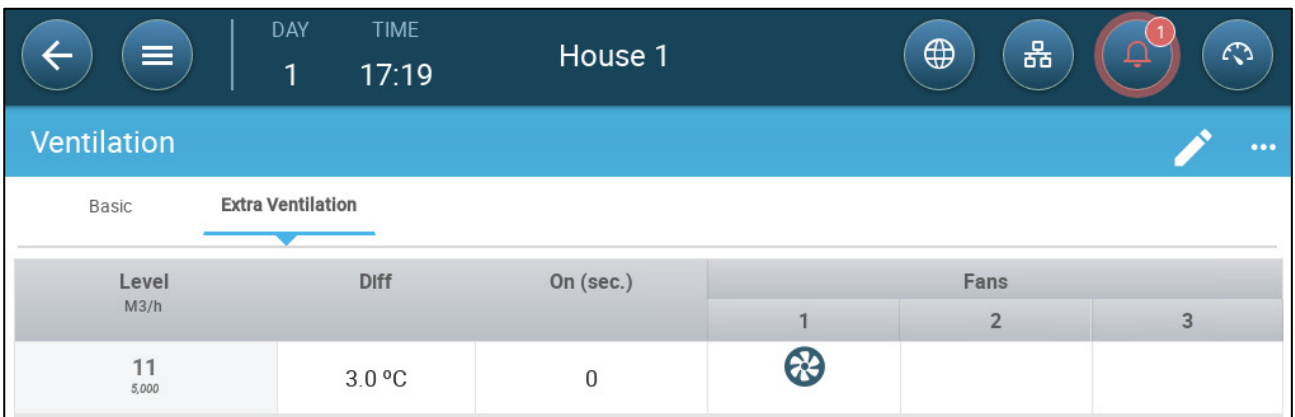 DAY TIME
1 17:19 House 1 1
Ventilation
Basic Extra Ventilation
Level Diff On (sec.) Fans
M3/h
1 2 3
11 3.0 ºC 0
5,000